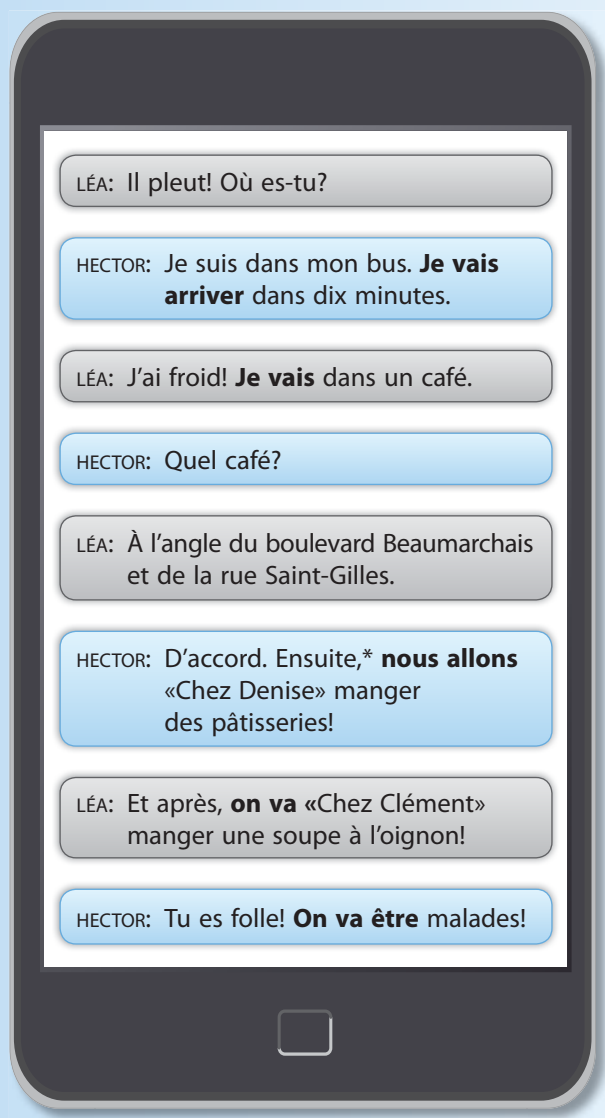 LÉA: Il pleut! Où es-tu?
HECTOR: Je suis dans mon bus. Je vais
arriver dans dix minutes.
LÉA: J'ai froid! Je vais dans un café.
HECTOR: Quel café?
LÉA: À l'angle du boulevard Beaumarchais
et de la rue Saint-Gilles.
HECTOR: D'accord. Ensuite,* nous allons
«Chez Denise» manger
des pâtisseries!
LÉA: Et après, on va «Chez Clément»
manger une soupe à l'oignon!
HECTOR: Tu es folle! On va être malades!